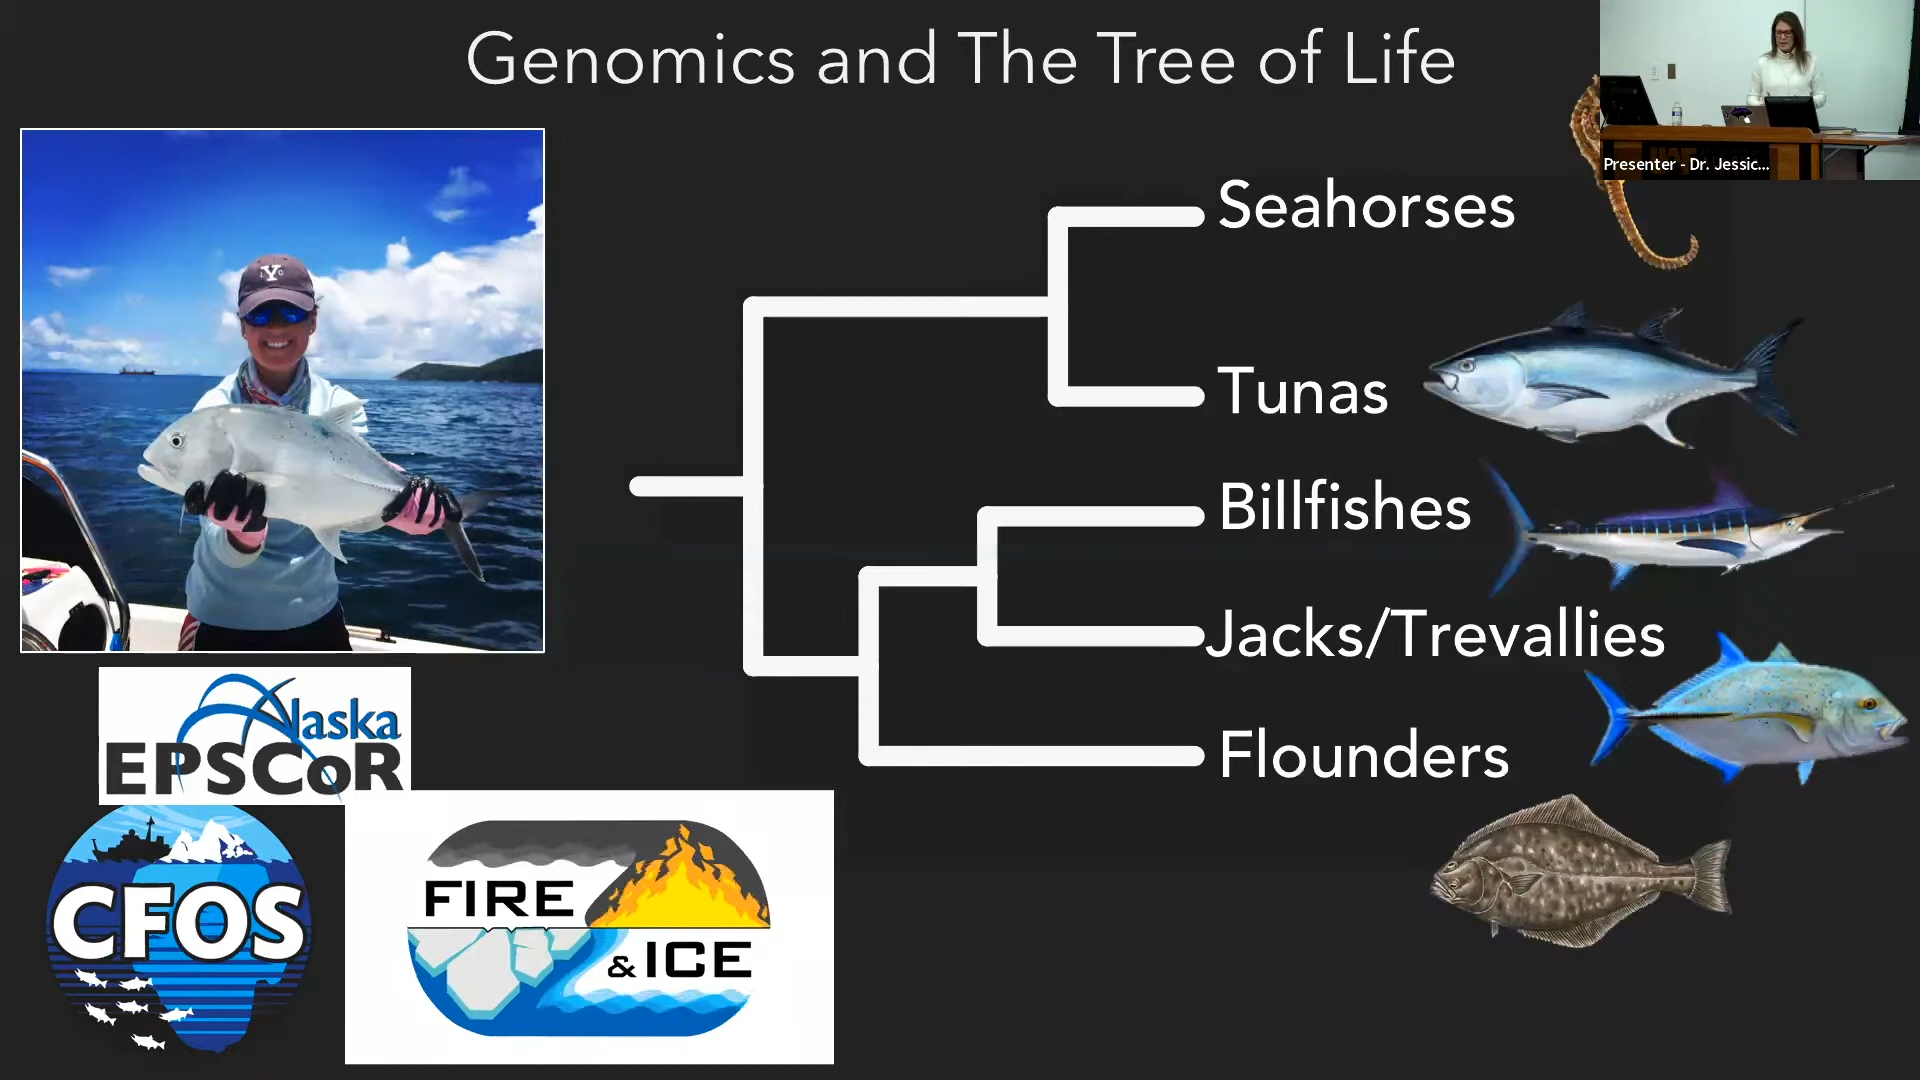 Genomics and The Tree of Life
Presenter - Dr. Jessic...
Seahorses
Tunas
Billfishes
Jacks/Trevallies
Flounders
Y
Alaska
EPSCoR
CFOS
FIRE
& ICE